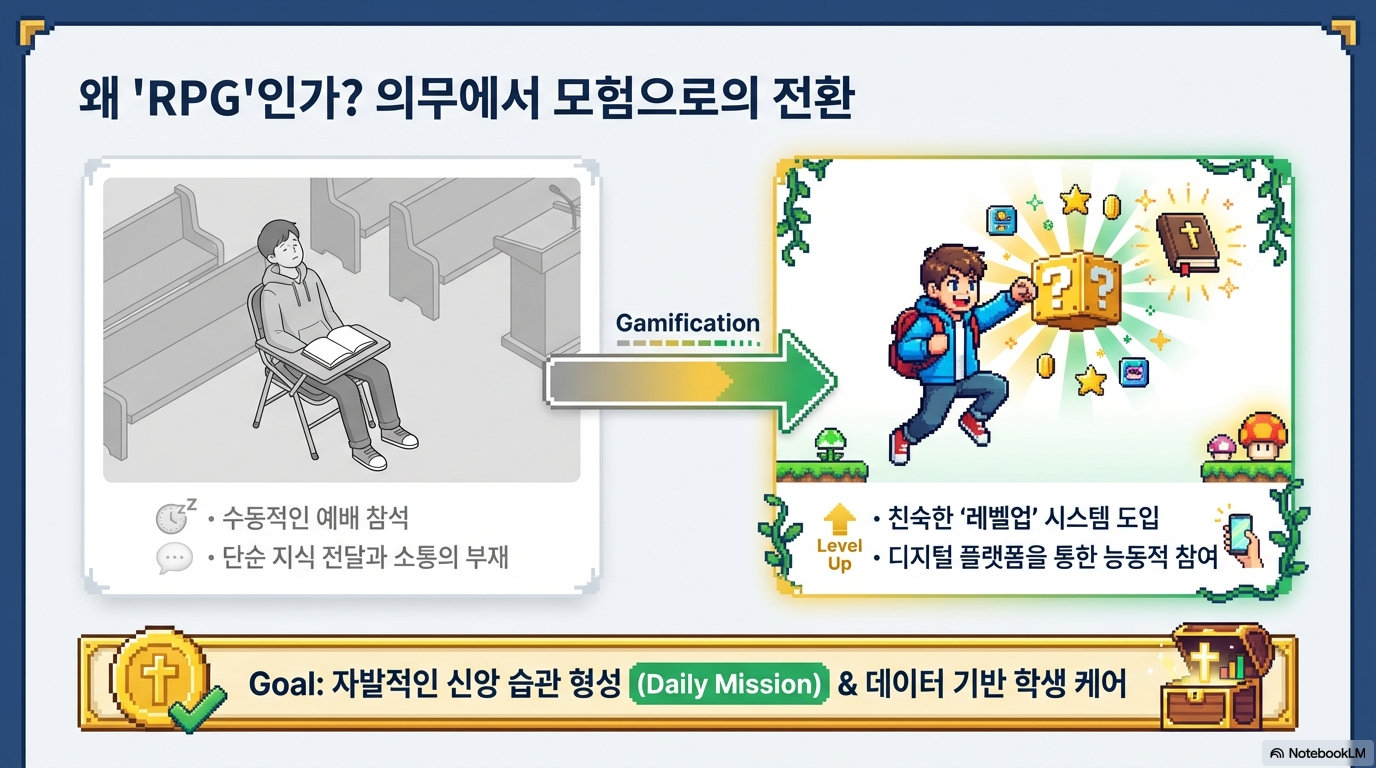 왜 'RPG'인가? 의무에서 모험으로의 전환
Gamification
z z z
• 수동적인 예배 참석
• 단순 지식 전달과 소통의 부재
? ?
Level
Up
• 친숙한 ‘레벨업’ 시스템 도입
• 디지털 플랫폼을 통한 능동적 참여
Goal: 자발적인 신앙 습관 형성 (Daily Mission) & 데이터 기반 학생 케어
NotebookLM